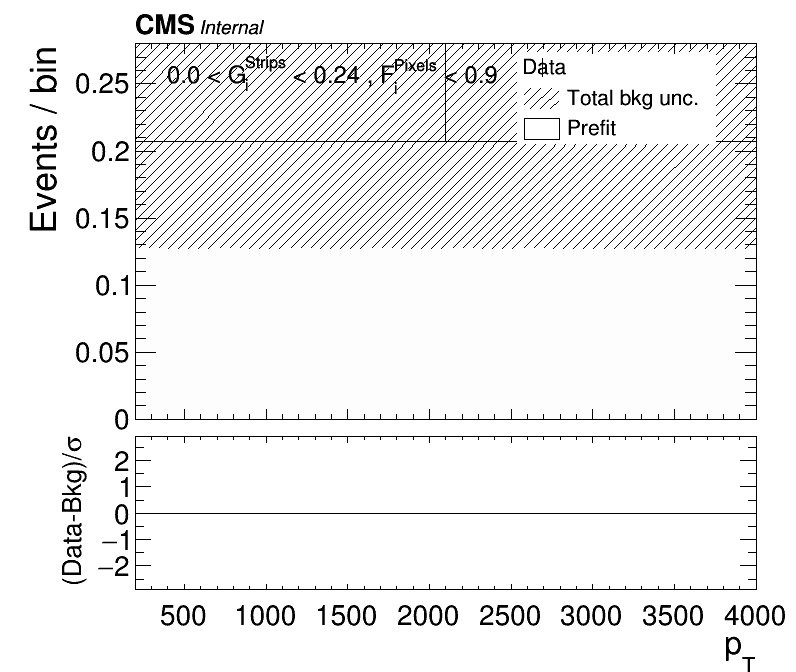 CMS Internal
Events / bin
0.25
0.2
0.15
0.1
0.05
0
0.0 < G_i^Strips < 0.24 , F_i^Pixels < 0.9
Data
Total bkg unc.
Prefit
(Data-Bkg)/σ
2
1
0
−1
−2
500 1000 1500 2000 2500 3000 3500 4000
p_T